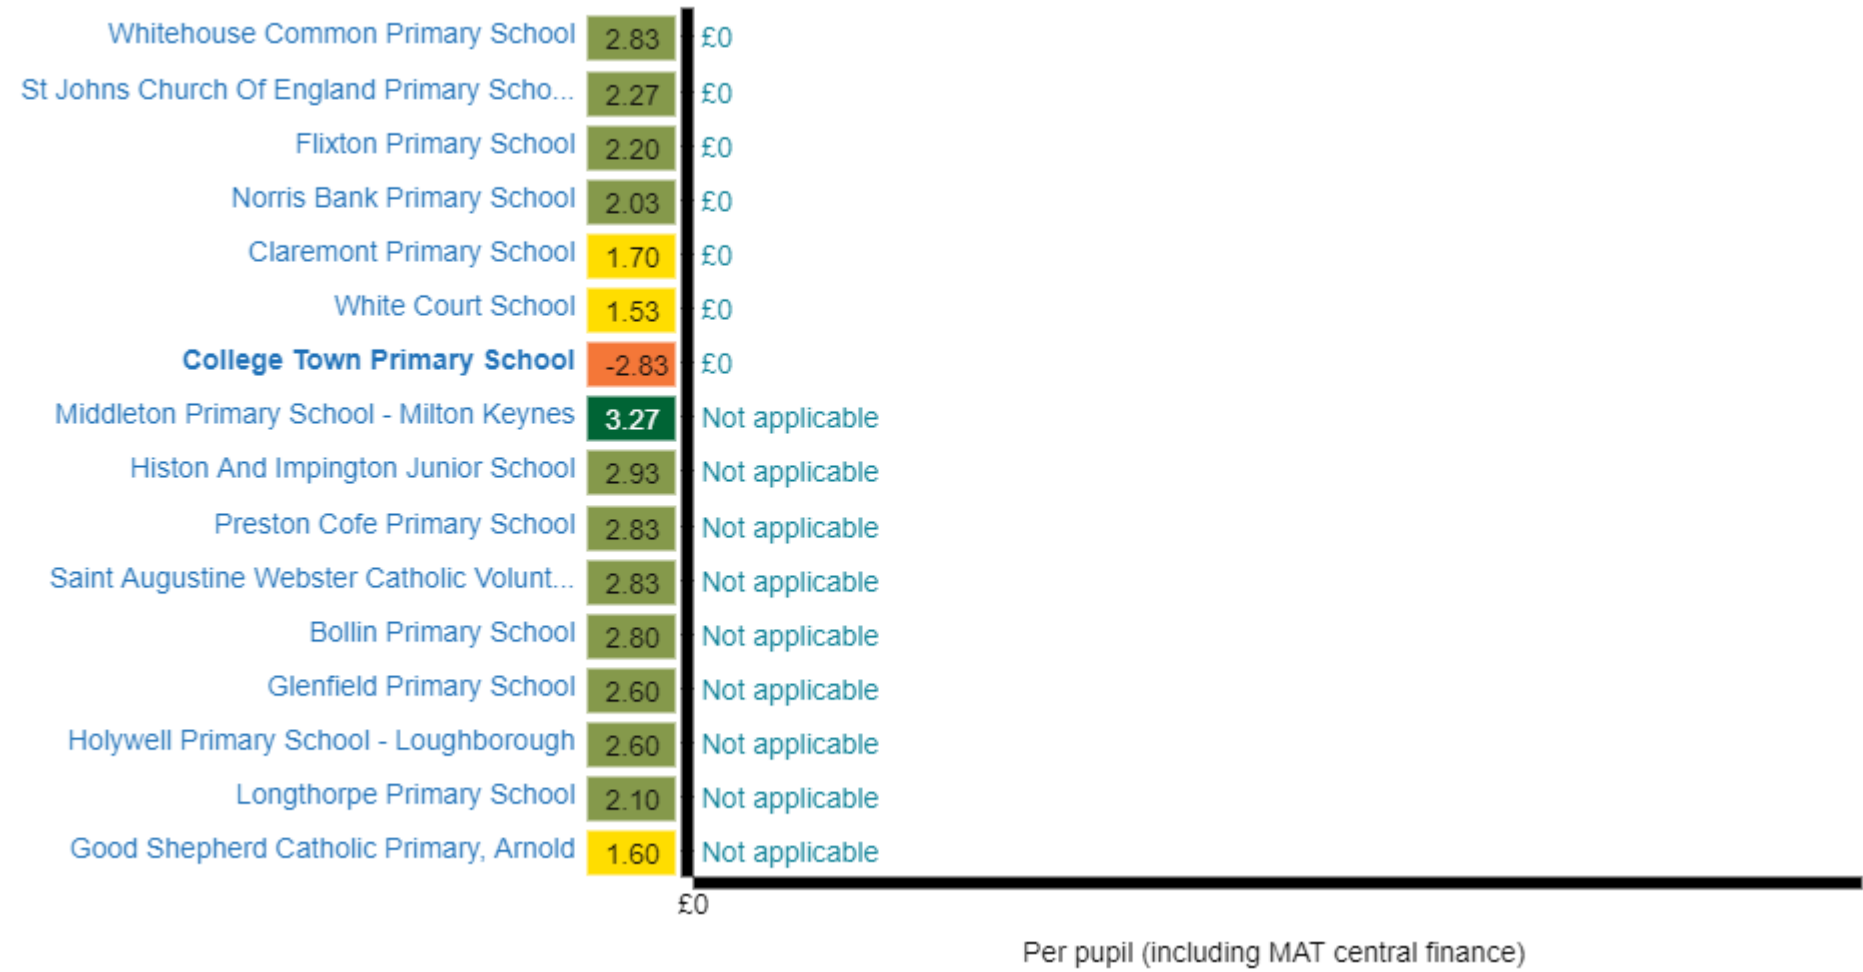 Whitehouse Common Primary School 2.83 £0
St Johns Church Of England Primary Scho... 2.27 £0
Flixton Primary School 2.20 £0
Norris Bank Primary School 2.03 £0
Claremont Primary School 1.70 £0
White Court School 1.53 £0
College Town Primary School -2.83 £0
Middleton Primary School - Milton Keynes 3.27 Not applicable
Histon And Impington Junior School 2.93 Not applicable
Preston Cofe Primary School 2.83 Not applicable
Saint Augustine Webster Catholic Volunt... 2.83 Not applicable
Bollin Primary School 2.80 Not applicable
Glenfield Primary School 2.60 Not applicable
Holywell Primary School - Loughborough 2.60 Not applicable
Longthorpe Primary School 2.10 Not applicable
Good Shepherd Catholic Primary, Arnold 1.60 Not applicable
£0
Per pupil (including MAT central finance)